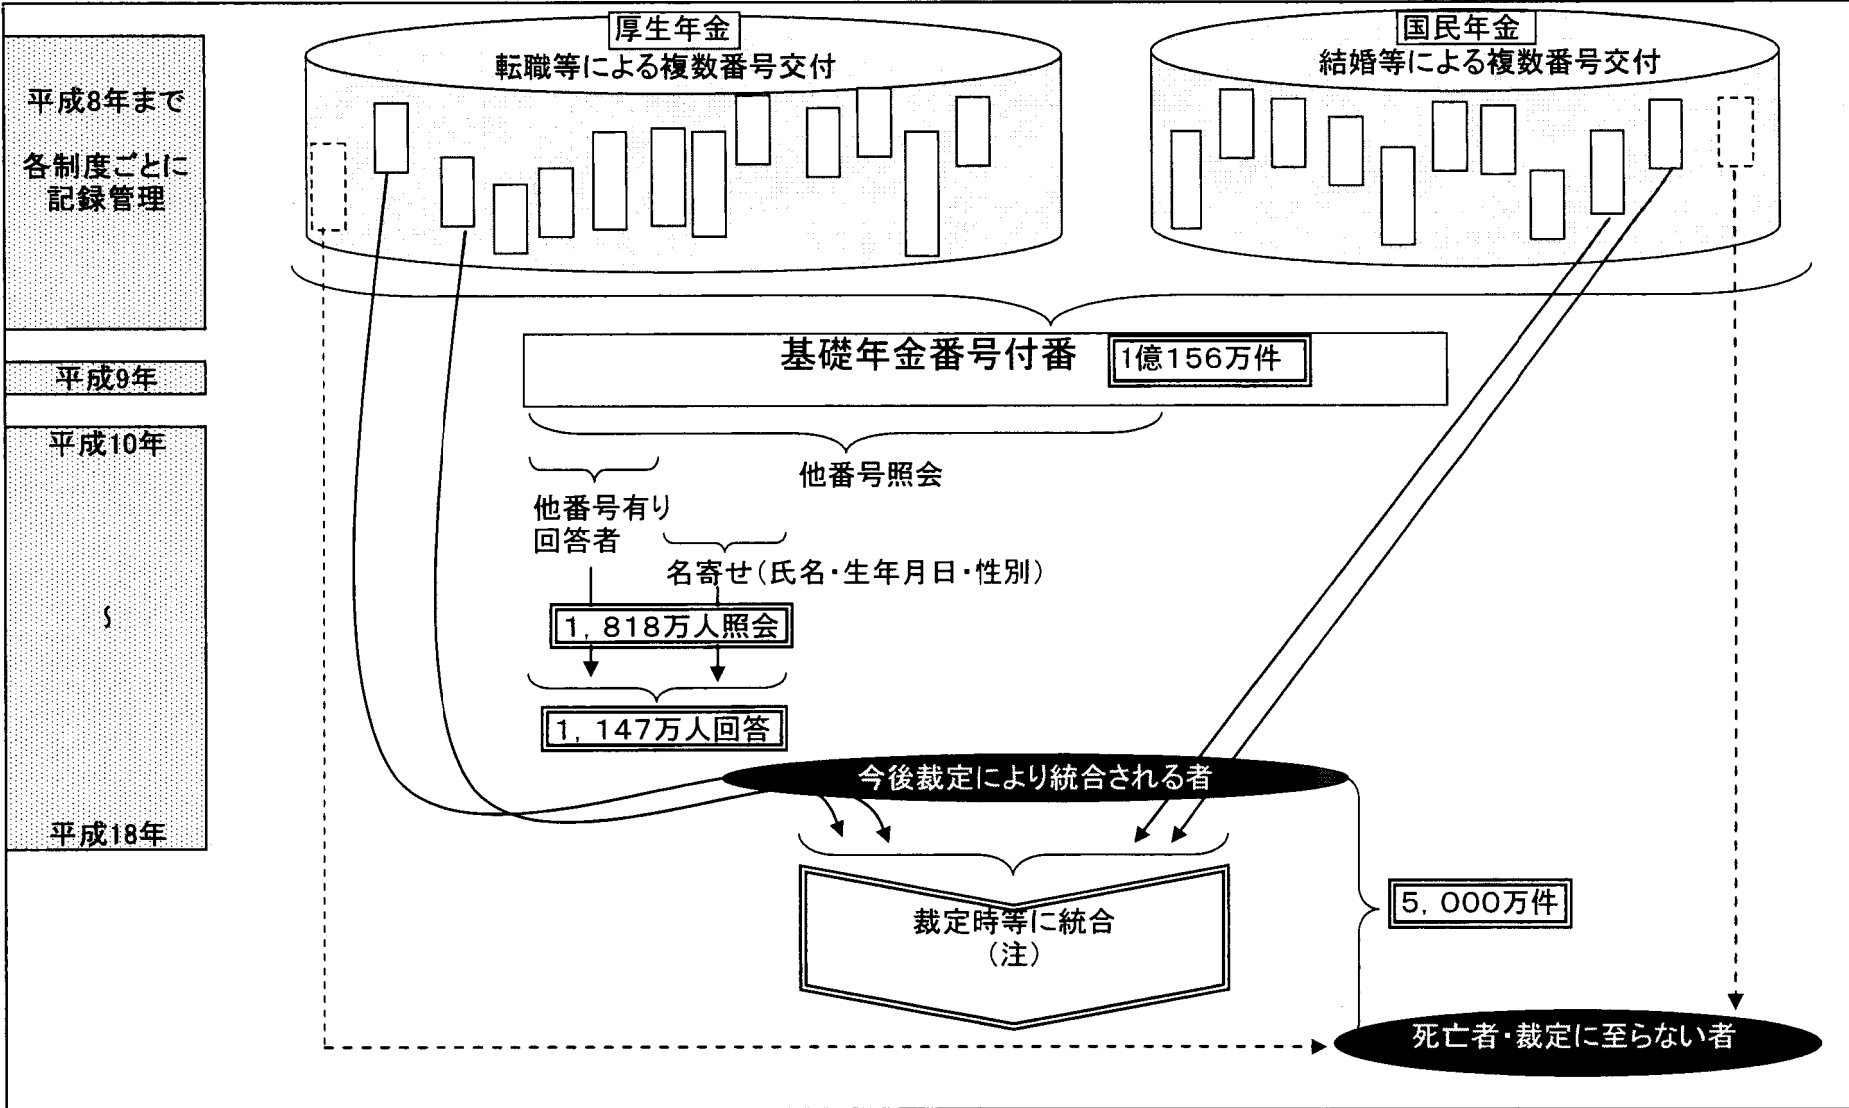 厚生年金
転職等による複数番号交付
国民年金
結婚等による複数番号交付
平成8年まで
各制度ごとに
記録管理
基礎年金番号付番
1億156万件
平成9年
平成10年
他番号照会
他番号有り
回答者
名寄せ(氏名・生年月日・性別)
1,818万人照会
1,147万人回答
今後裁定により統合される者
～
平成18年
裁定時等に統合
(注)
5,000万件
死亡者・裁定に至らない者